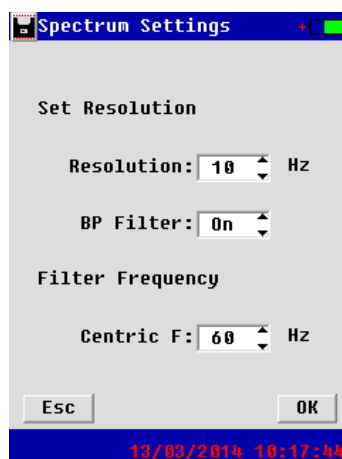 Spectrum Settings
Set Resolution
Resolution: 10 Hz
BP Filter: On
Filter Frequency
Centric F: 60 Hz
Esc OK
13/03/2014 10:17:44